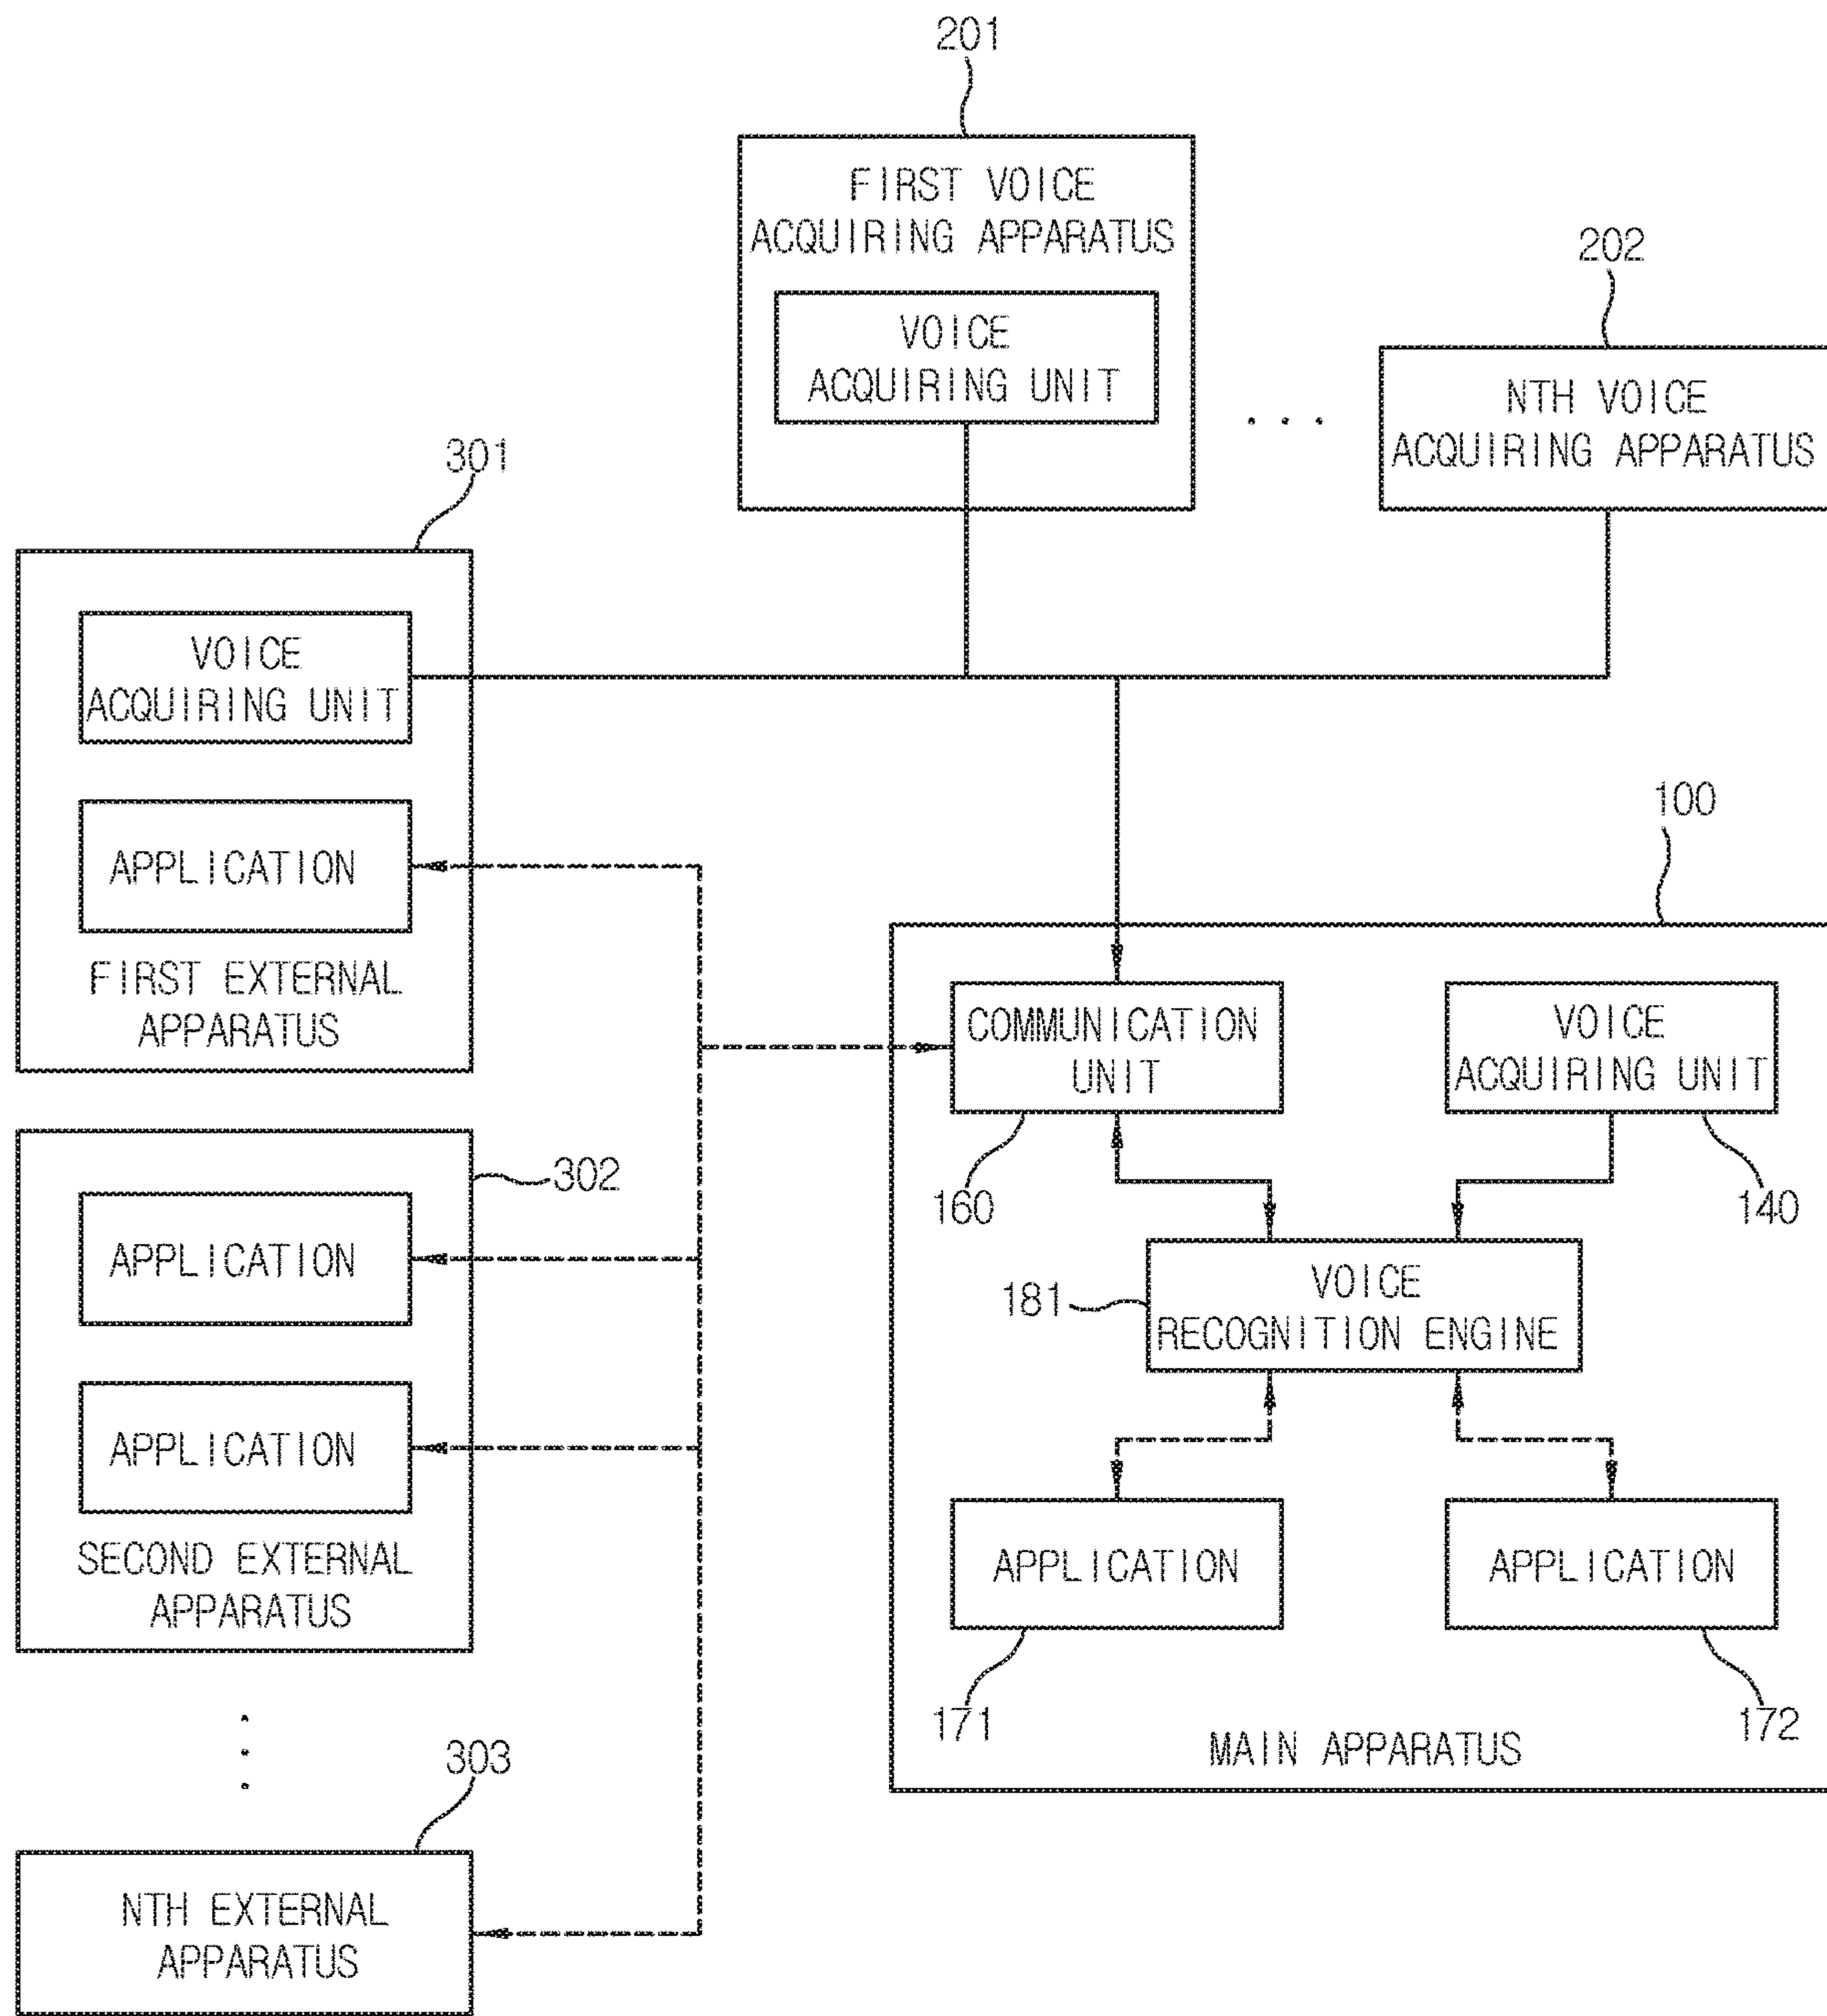 201
FIRST VOICE
ACQUIRING APPARATUS
VOICE
ACQUIRING UNIT
. . .
202
NTH VOICE
ACQUIRING APPARATUS
301
VOICE
ACQUIRING UNIT
APPLICATION
FIRST EXTERNAL
APPARATUS
302
APPLICATION
APPLICATION
SECOND EXTERNAL
APPARATUS
303
NTH EXTERNAL
APPARATUS
100
COMMUNICATION
UNIT
160
VOICE
ACQUIRING UNIT
140
181
VOICE
RECOGNITION ENGINE
APPLICATION
171
APPLICATION
172
MAIN APPARATUS